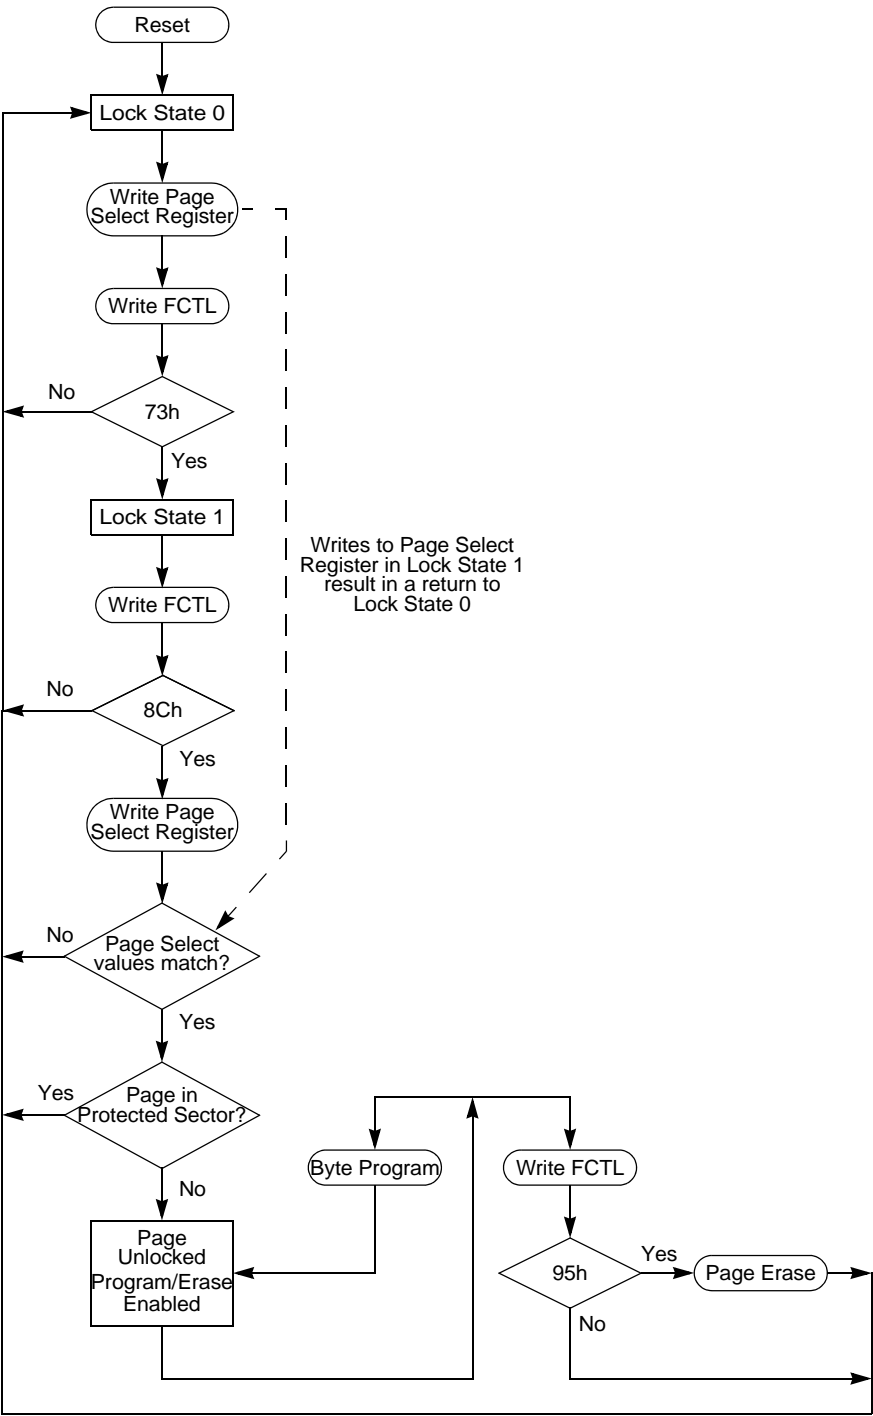 Reset
Lock State 0
Write Page
Select Register
Write FCTL
No
73h
Yes
Lock State 1
Writes to Page Select
Register in Lock State 1
result in a return to
Lock State 0
Write FCTL
No
8Ch
Yes
Write Page
Select Register
No
Page Select
values match?
Yes
Yes
Page in
Protected Sector?
No
Byte Program
Write FCTL
Page
Unlocked
Program/Erase
Enabled
95h
Yes
Page Erase
No